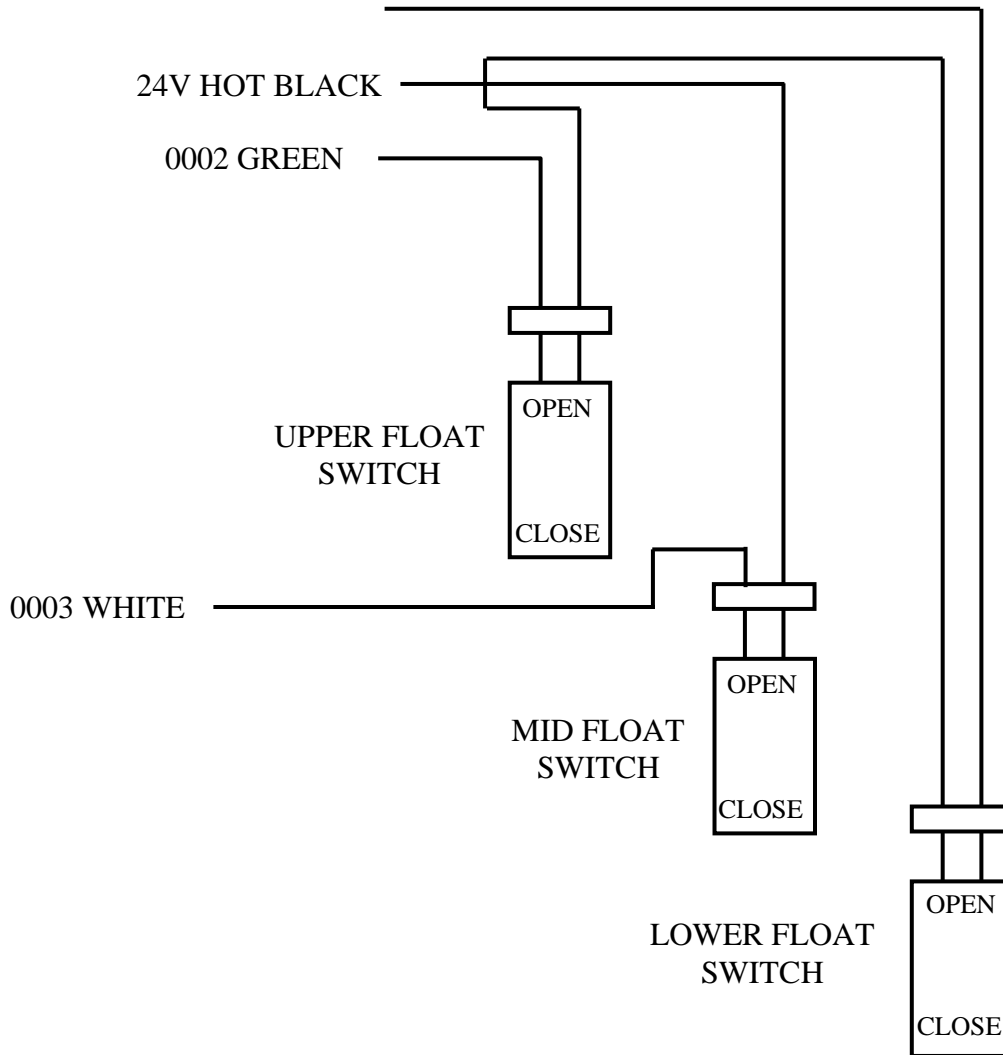 24V HOT BLACK
0002 GREEN
OPEN
UPPER FLOAT
SWITCH
CLOSE
0003 WHITE
OPEN
MID FLOAT
SWITCH
CLOSE
OPEN
LOWER FLOAT
SWITCH
CLOSE